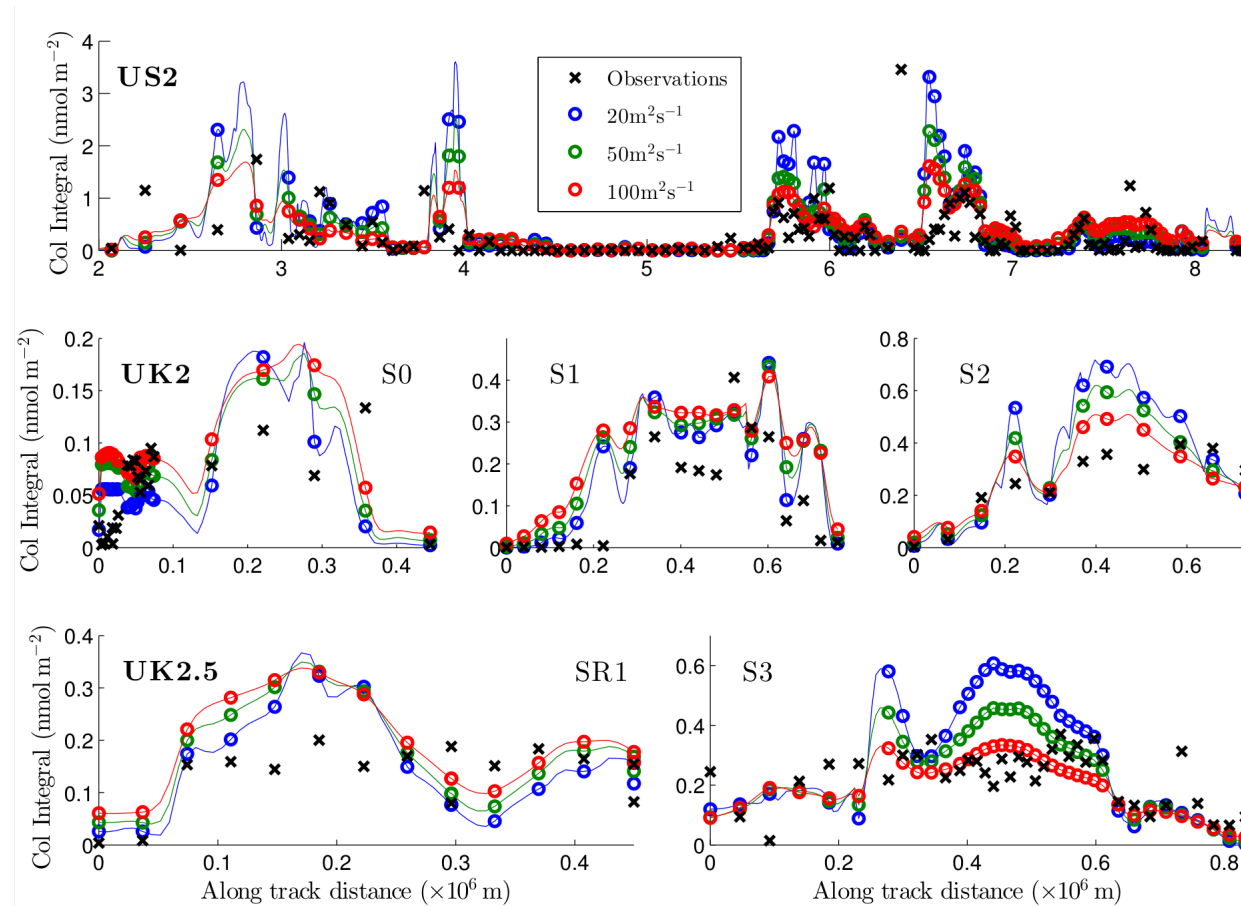 US2
Col Integral (nmol m⁻²)
4
3
2
1
0
Observations
20m²s⁻¹
50m²s⁻¹
100m²s⁻¹
2 3 4 5 6 7 8
UK2 S0
Col Integral (nmol m⁻²)
0.2
0.15
0.1
0.05
0
0 0.1 0.2 0.3 0.4
S1
0.4
0.3
0.2
0.1
0
0 0.2 0.4 0.6
S2
0.8
0.6
0.4
0.2
0
0 0.2 0.4 0.6
UK2.5 SR1
Col Integral (nmol m⁻²)
0.4
0.3
0.2
0.1
0
0 0.1 0.2 0.3 0.4
Along track distance (×10⁶ m)
S3
0.6
0.4
0.2
0
0 0.2 0.4 0.6 0.8
Along track distance (×10⁶ m)